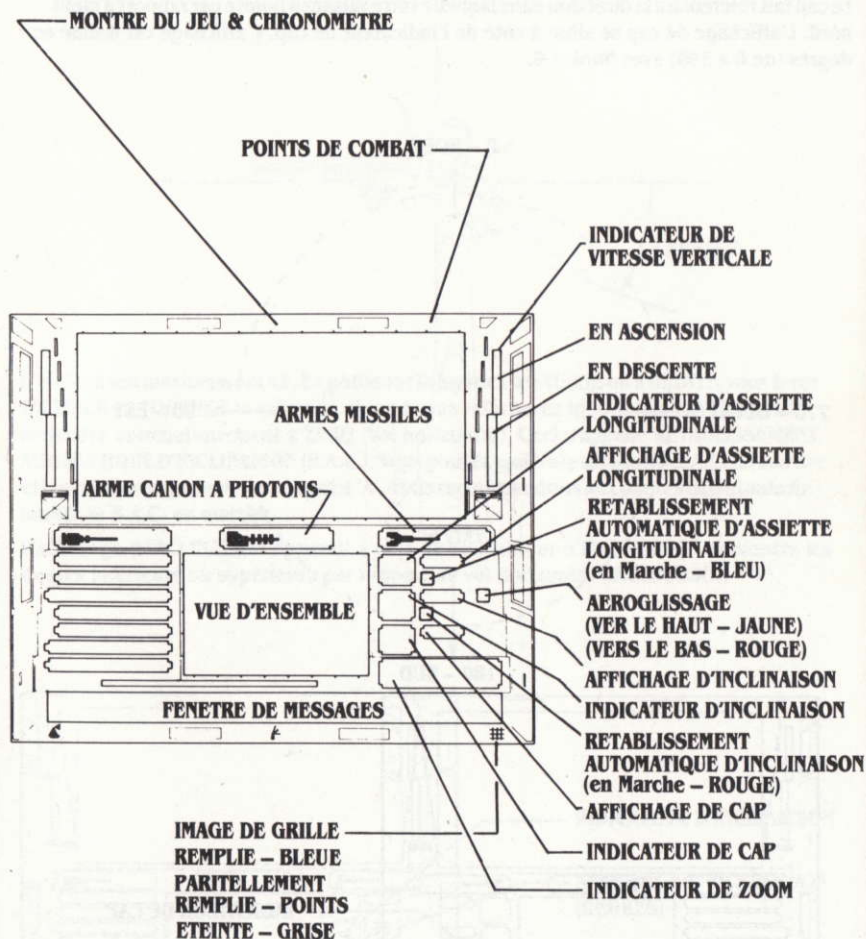 MONTRE DU JEU & CHRONOMETRE
POINTS DE COMBAT
INDICATEUR DE
VITESSE VERTICALE
EN ASCENSION
EN DESCENTE
INDICATEUR D'ASSIETTE
LONGITUDINALE
ARMES MISSILES
AFFICHAGE D'ASSIETTE
LONGITUDINALE
ARME CANON A PHOTONS
RETABLISSEMENT
AUTOMATIQUE D'ASSIETTE
LONGITUDINALE
(en Marche – BLEU)
VUE D'ENSEMBLE
AEROGLISSAGE
(VER LE HAUT – JAUNE)
(VERS LE BAS – ROUGE)
AFFICHAGE D'INCLINAISON
INDICATEUR D'INCLINAISON
FENETRE DE MESSAGES
RETABLISSEMENT
AUTOMATIQUE D'INCLINAISON
(en Marche – ROUGE)
AFFICHAGE DE CAP
IMAGE DE GRILLE
REMPLIE – BLEUE
PARITELLEMENT
REMPLIE – POINTS
ETEINTE – GRISE
INDICATEUR DE CAP
INDICATEUR DE ZOOM